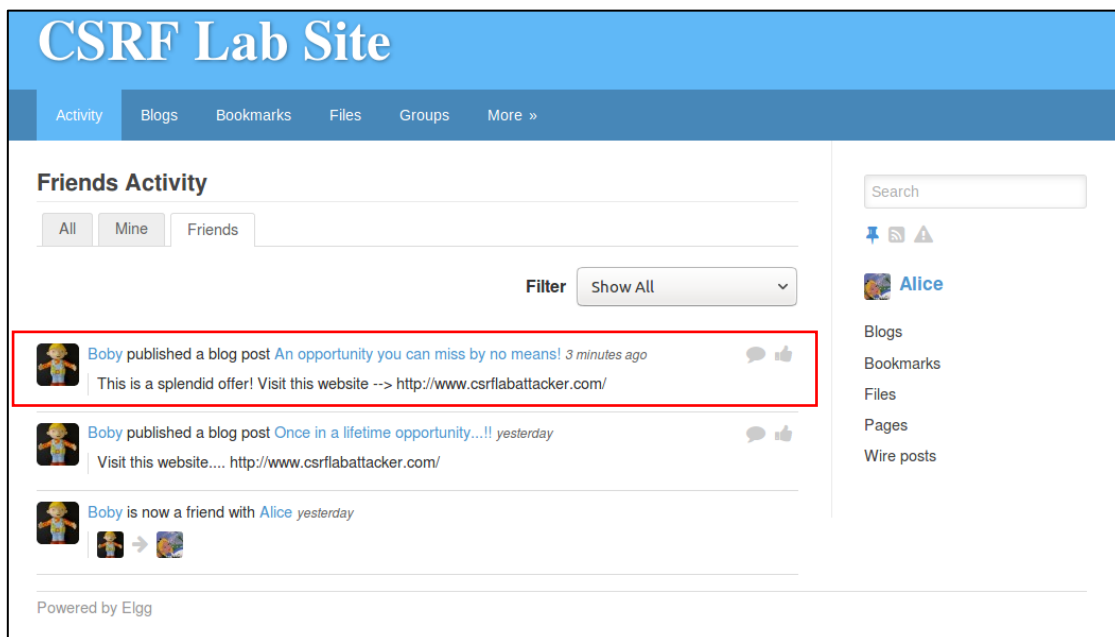 CSRF Lab Site
Activity Blogs Bookmarks Files Groups More »
Friends Activity
All Mine Friends
Filter Show All
Boby published a blog post An opportunity you can miss by no means! 3 minutes ago
This is a splendid offer! Visit this website --> http://www.csrflabattacker.com/
Boby published a blog post Once in a lifetime opportunity...!! yesterday
Visit this website.... http://www.csrflabattacker.com/
Boby is now a friend with Alice yesterday
Search
Alice
Blogs
Bookmarks
Files
Pages
Wire posts
Powered by Elgg